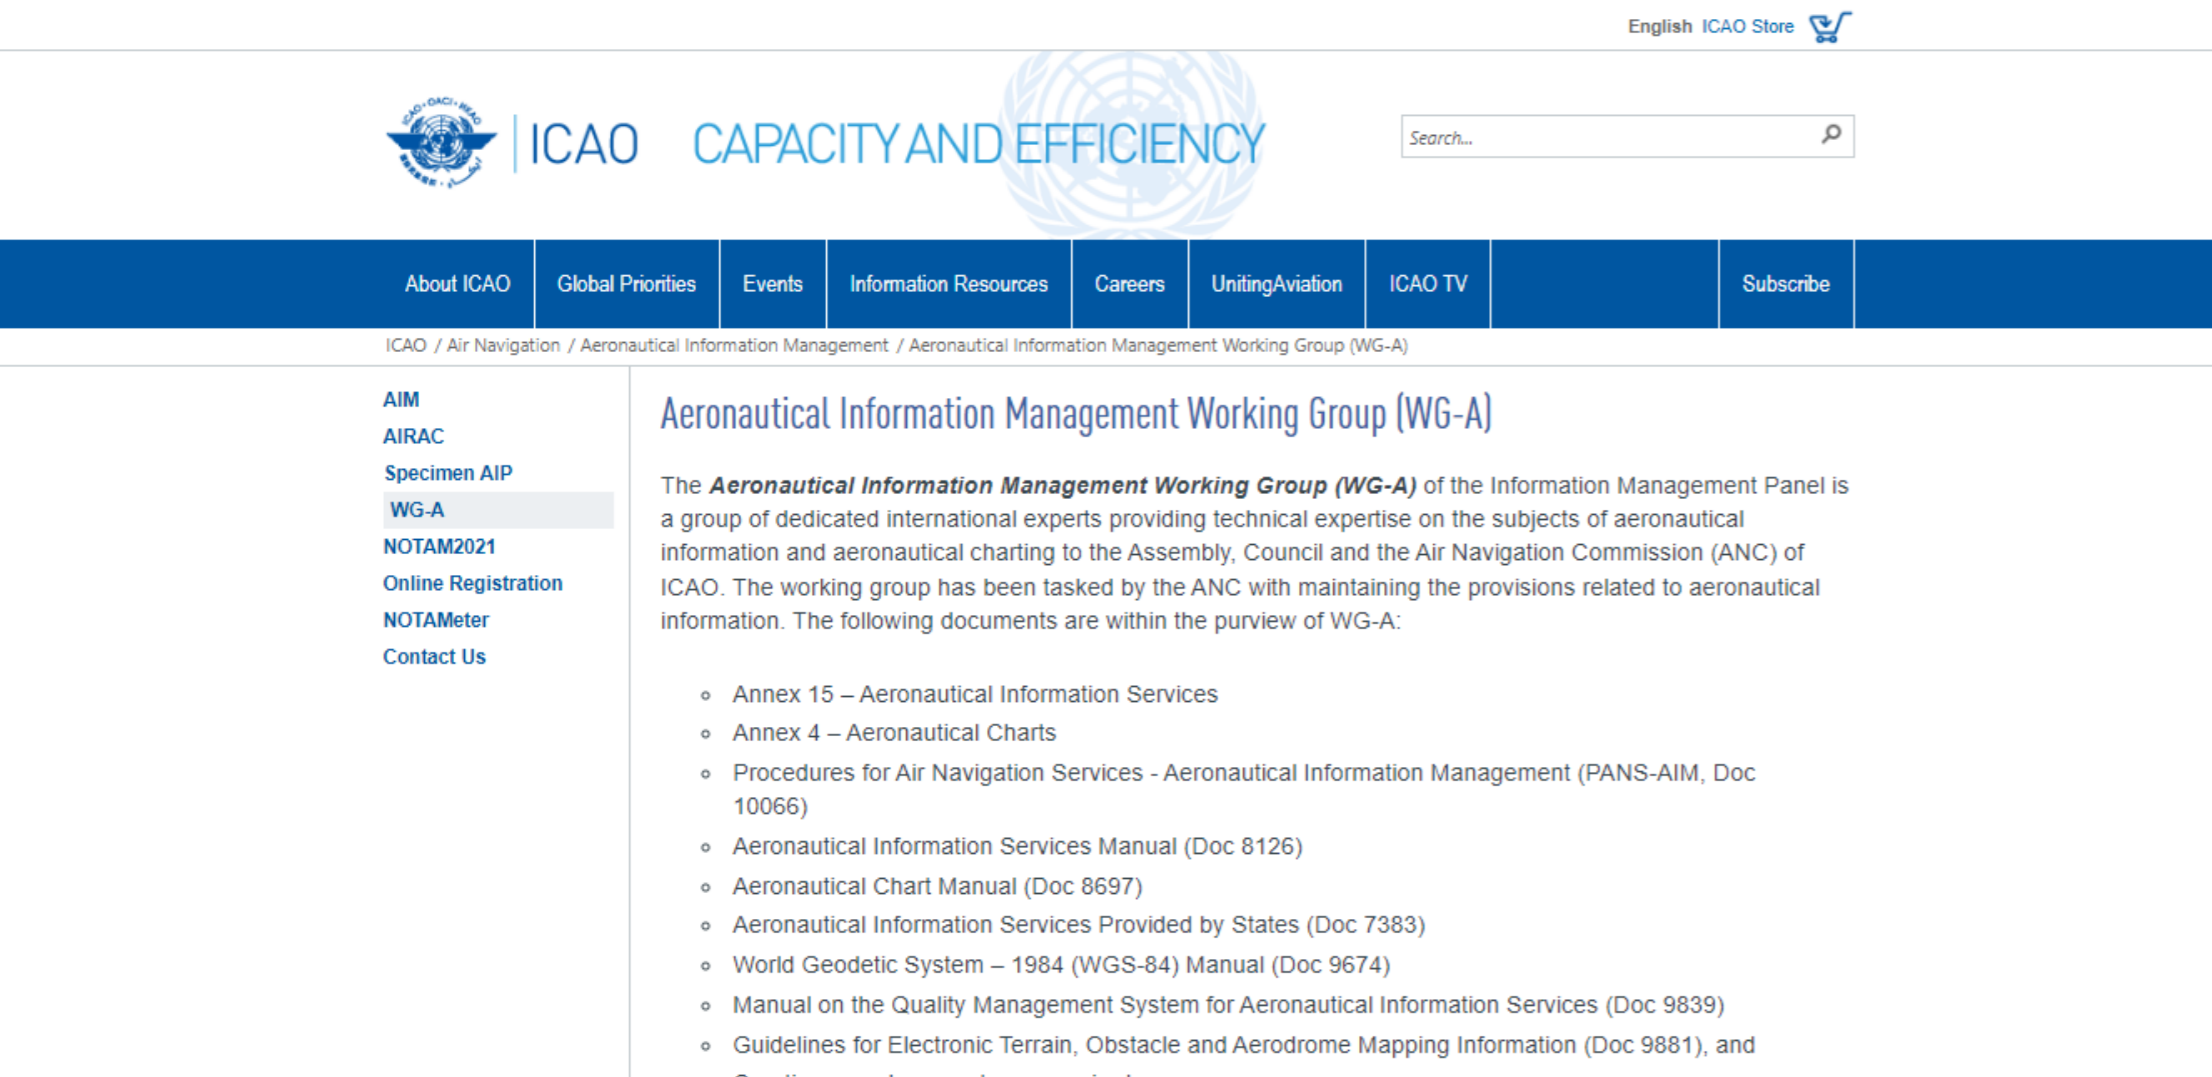 English ICAO Store
ICAO CAPACITY AND EFFICIENCY
Search...
About ICAO Global Priorities Events Information Resources Careers UnitingAviation ICAO TV Subscribe
ICAO / Air Navigation / Aeronautical Information Management / Aeronautical Information Management Working Group (WG-A)
AIM
AIRAC
Specimen AIP
WG-A
NOTAM2021
Online Registration
NOTAMeter
Contact Us
Aeronautical Information Management Working Group (WG-A)
The Aeronautical Information Management Working Group (WG-A) of the Information Management Panel is
a group of dedicated international experts providing technical expertise on the subjects of aeronautical
information and aeronautical charting to the Assembly, Council and the Air Navigation Commission (ANC) of
ICAO. The working group has been tasked by the ANC with maintaining the provisions related to aeronautical
information. The following documents are within the purview of WG-A:
Annex 15 – Aeronautical Information Services
Annex 4 – Aeronautical Charts
Procedures for Air Navigation Services - Aeronautical Information Management (PANS-AIM, Doc
10066)
Aeronautical Information Services Manual (Doc 8126)
Aeronautical Chart Manual (Doc 8697)
Aeronautical Information Services Provided by States (Doc 7383)
World Geodetic System – 1984 (WGS-84) Manual (Doc 9674)
Manual on the Quality Management System for Aeronautical Information Services (Doc 9839)
Guidelines for Electronic Terrain, Obstacle and Aerodrome Mapping Information (Doc 9881), and